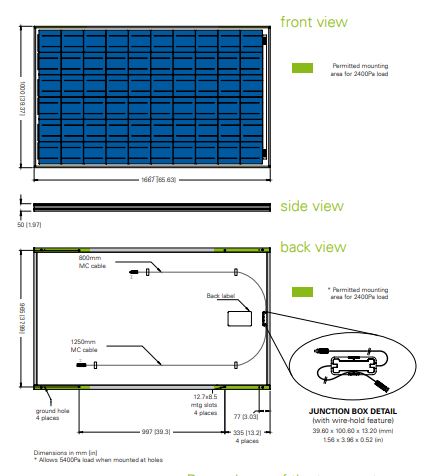 front view
Permitted mounting
area for 2400Pa load
1000 [39.37]
1667 [65.63]
side view
50 [1.97]
back view
800mm
MC cable
Back label
* Permitted mounting
area for 2400Pa load
1250mm
MC cable
12.7x8.5
mtg slots
4 places
ground hole
4 places
77 [3.03]
997 [39.3]
335 [13.2]
4 places
JUNCTION BOX DETAIL
(with wire-hold feature)
39.60 x 100.60 x 13.20 (mm)
1.56 x 3.96 x 0.52 (in)
Dimensions in mm [in]
* Allows 5400Pa load when mounted at holes